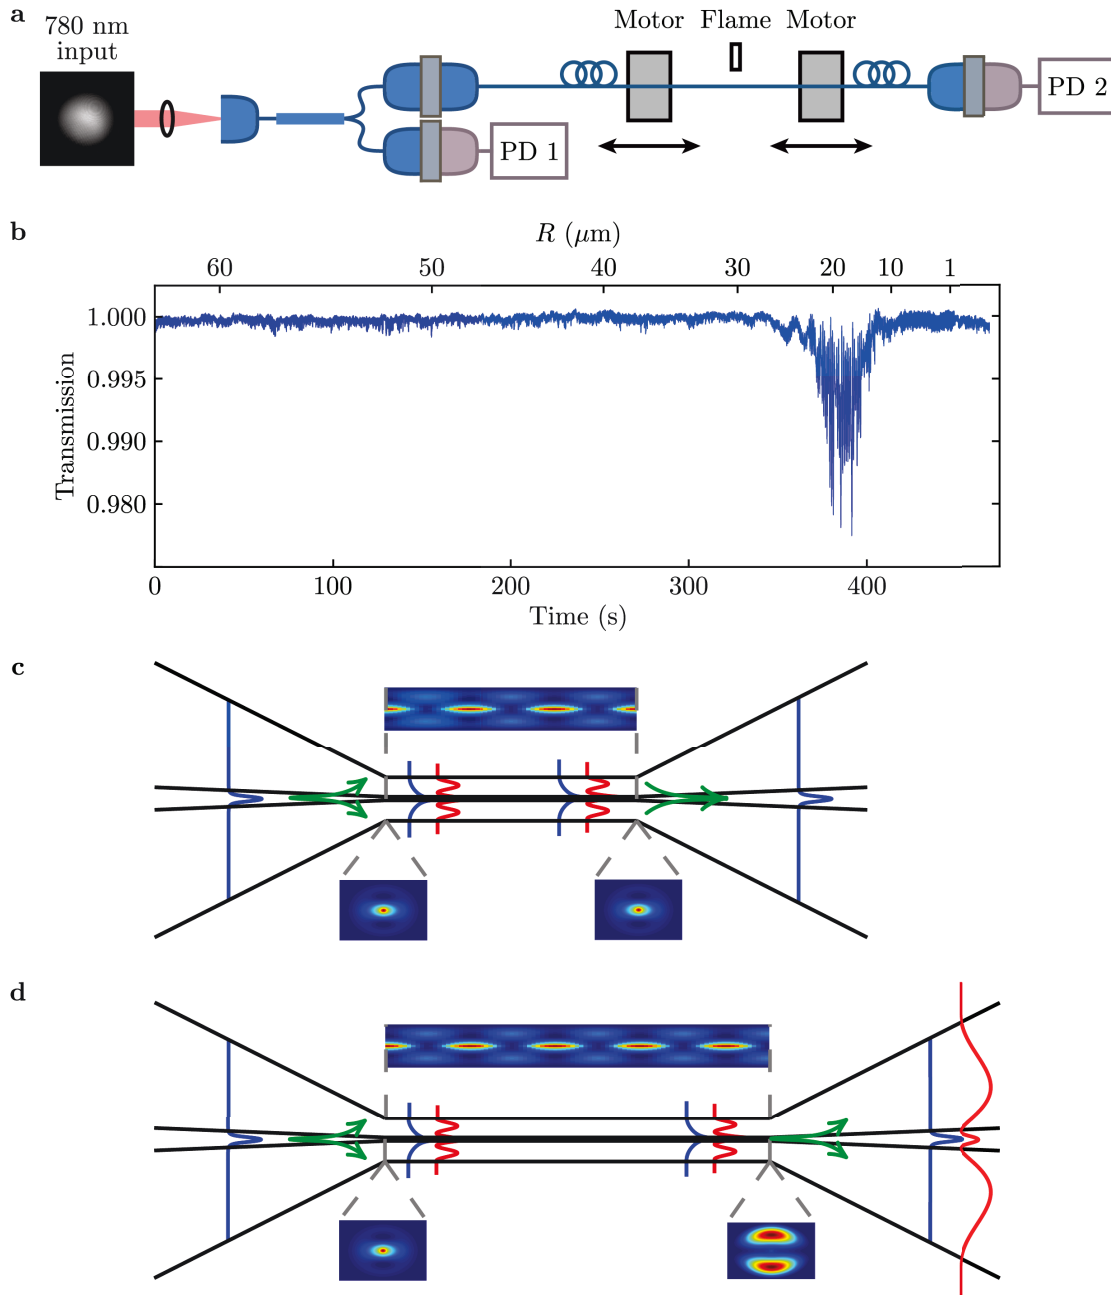 a
780 nm
input
Motor Flame Motor
PD 1
PD 2
b
R (μm)
60 50 40 30 20 10 1
1.000
0.995
0.990
0.980
Transmission
0 100 200 300 400
Time (s)
c
d